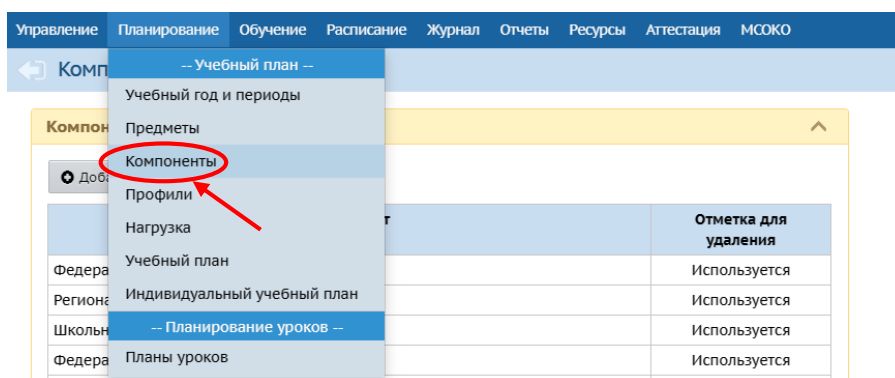 Управление Планирование Обучение Расписание Журнал Отчеты Ресурсы Аттестация МСОКО
-- Учебный план --
Учебный год и периоды
Предметы
Компоненты
Профили
Нагрузка
Отметка для
удаления
Учебный план
Используется
Индивидуальный учебный план
Используется
-- Планирование уроков --
Используется
Планы уроков
Используется